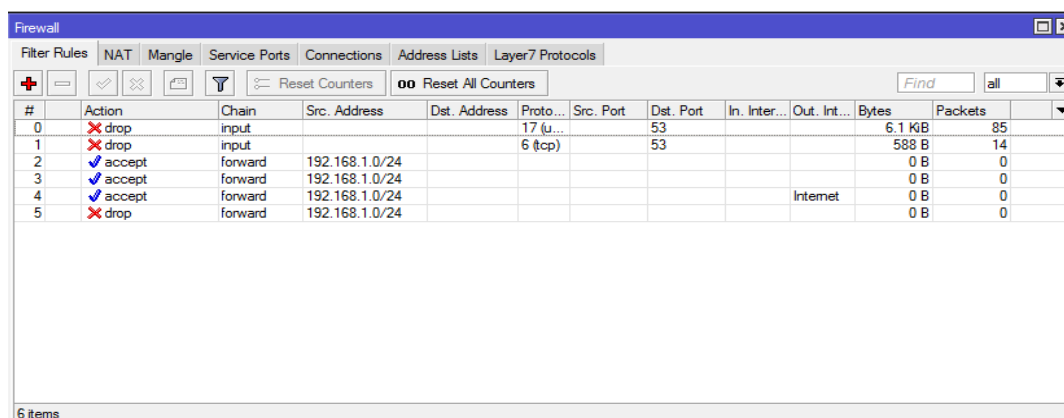 Firewall
Filter Rules NAT Mangle Service Ports Connections Address Lists Layer7 Protocols
Reset Counters 00 Reset All Counters Find all
# Action Chain Src. Address Dst. Address Proto... Src. Port Dst. Port In. Inter... Out. Int... Bytes Packets
0 drop input 17 (u... 53 6.1 KiB 85
1 drop input 6 (tcp) 53 588 B 14
2 accept forward 192.168.1.0/24 0 B 0
3 accept forward 192.168.1.0/24 0 B 0
4 accept forward 192.168.1.0/24 Internet 0 B 0
5 drop forward 192.168.1.0/24 0 B 0
6 items